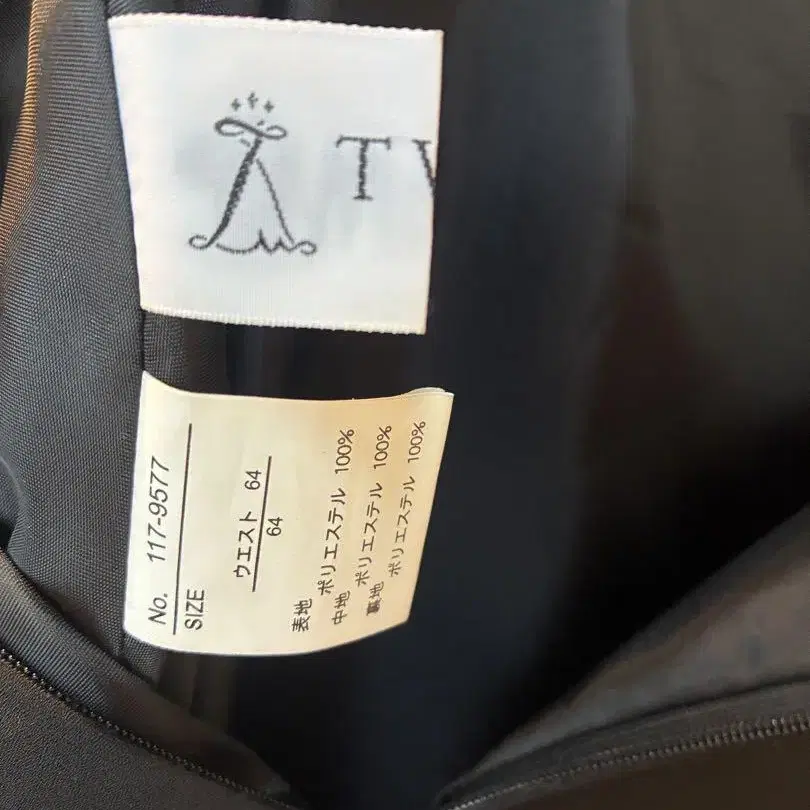 T
No. 117-9577
SIZE
ウエスト 64
64
表地 ポリエステル 100%
中地 ポリエステル 100%
裏地 ポリエステル 100%